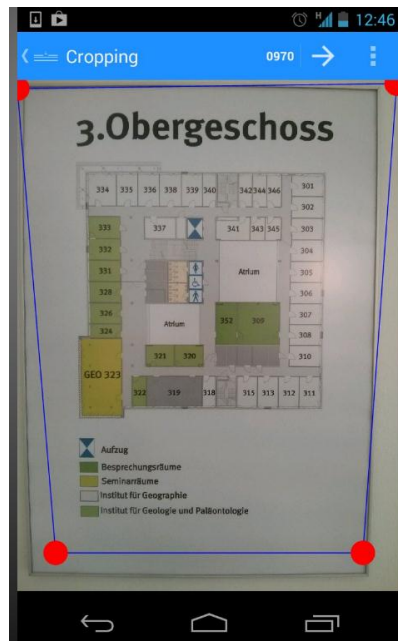 12:46
Cropping 0970
3.Obergeschoss
334 335 336 338 339 340 342 344 346 301
302
333 337 341 343 345 303
332 304
331 Atrium 305
328 306
326 Atrium 352 309 307
324 308
321 320 310
GEO 323
322 319 318 315 313 312 311
Aufzug
Besprechungsräume
Seminarräume
Institut für Geographie
Institut für Geologie und Paläontologie